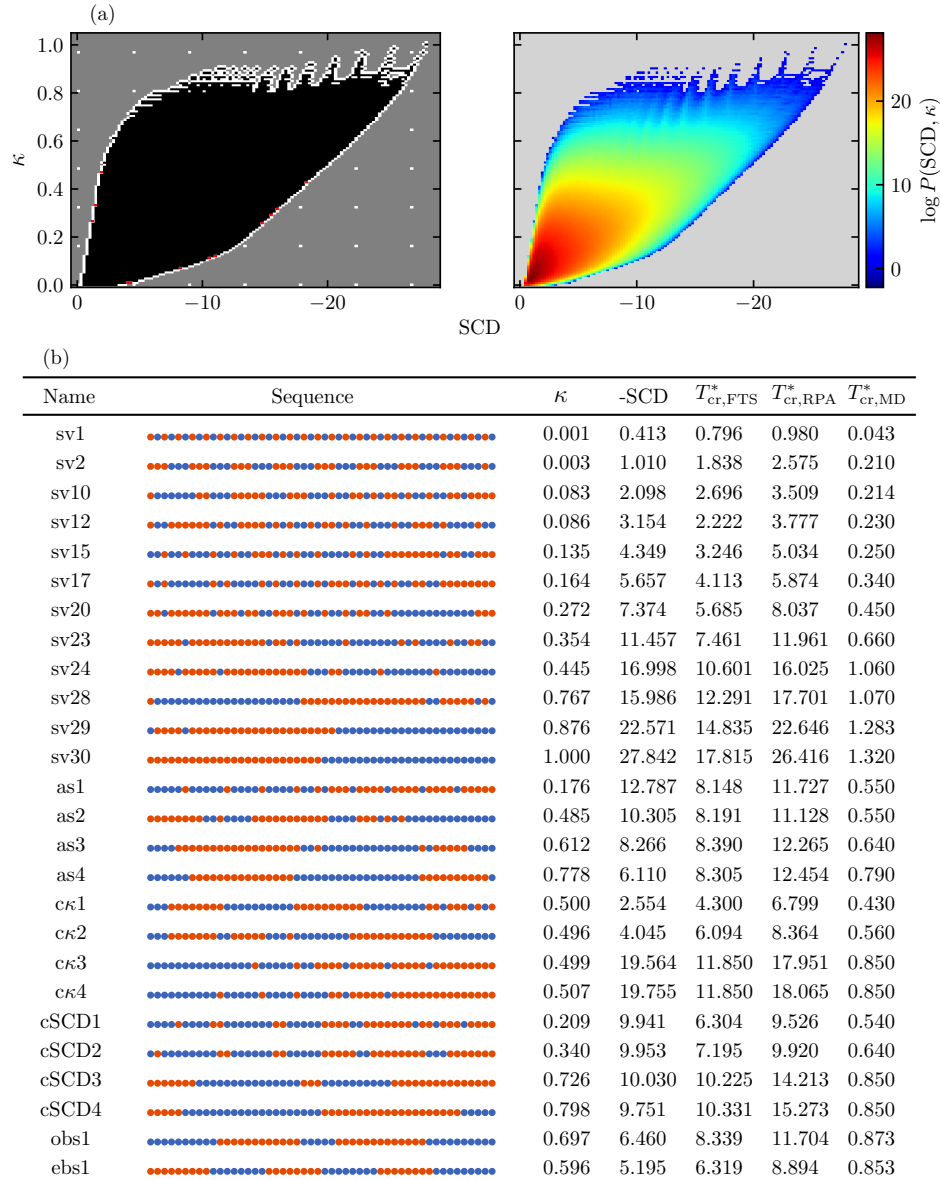 (a)
1.0
0.8
0.6
0.4
0.2
0.0
κ
0 −10 −20
0 −10 −20
SCD
20
10
0
log P(SCD, κ)
(b)
Name Sequence κ -SCD T*cr,FTS T*cr,RPA T*cr,MD
sv1 0.001 0.413 0.796 0.980 0.043
sv2 0.003 1.010 1.838 2.575 0.210
sv10 0.083 2.098 2.696 3.509 0.214
sv12 0.086 3.154 2.222 3.777 0.230
sv15 0.135 4.349 3.246 5.034 0.250
sv17 0.164 5.657 4.113 5.874 0.340
sv20 0.272 7.374 5.685 8.037 0.450
sv23 0.354 11.457 7.461 11.961 0.660
sv24 0.445 16.998 10.601 16.025 1.060
sv28 0.767 15.986 12.291 17.701 1.070
sv29 0.876 22.571 14.835 22.646 1.283
sv30 1.000 27.842 17.815 26.416 1.320
as1 0.176 12.787 8.148 11.727 0.550
as2 0.485 10.305 8.191 11.128 0.550
as3 0.612 8.266 8.390 12.265 0.640
as4 0.778 6.110 8.305 12.454 0.790
cκ1 0.500 2.554 4.300 6.799 0.430
cκ2 0.496 4.045 6.094 8.364 0.560
cκ3 0.499 19.564 11.850 17.951 0.850
cκ4 0.507 19.755 11.850 18.065 0.850
cSCD1 0.209 9.941 6.304 9.526 0.540
cSCD2 0.340 9.953 7.195 9.920 0.640
cSCD3 0.726 10.030 10.225 14.213 0.850
cSCD4 0.798 9.751 10.331 15.273 0.850
obs1 0.697 6.460 8.339 11.704 0.873
ebs1 0.596 5.195 6.319 8.894 0.853